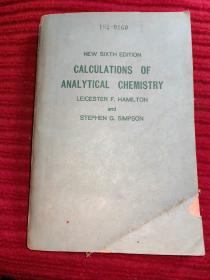 NEW SIXTH EDITION
CALCULATIONS OF
ANALYTICAL CHEMISTRY
LEICESTER F. HAMILTON
and
STEPHEN G. SIMPSON